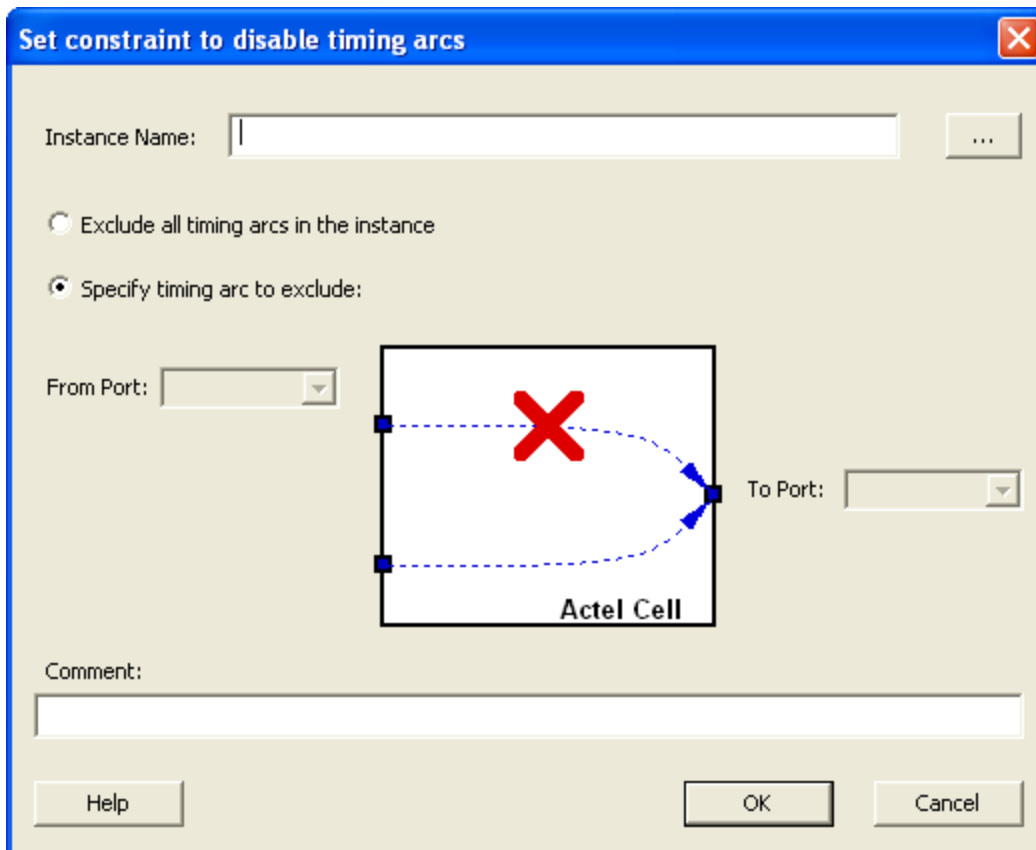 Set constraint to disable timing arcs
Instance Name:
...
Exclude all timing arcs in the instance
Specify timing arc to exclude:
From Port:
To Port:
Actel Cell
Comment:
Help
OK
Cancel